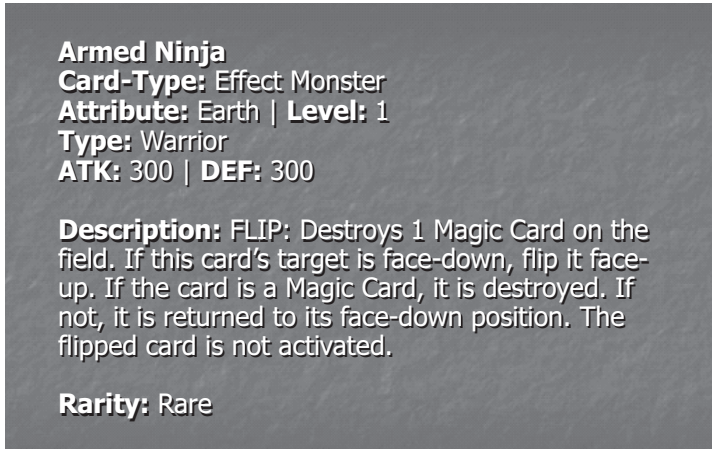 Armed Ninja
Card-Type: Effect Monster
Attribute: Earth | Level: 1
Type: Warrior
ATK: 300 | DEF: 300
Description: FLIP: Destroys 1 Magic Card on the
field. If this card's target is face-down, flip it face-
up. If the card is a Magic Card, it is destroyed. If
not, it is returned to its face-down position. The
flipped card is not activated.
Rarity: Rare